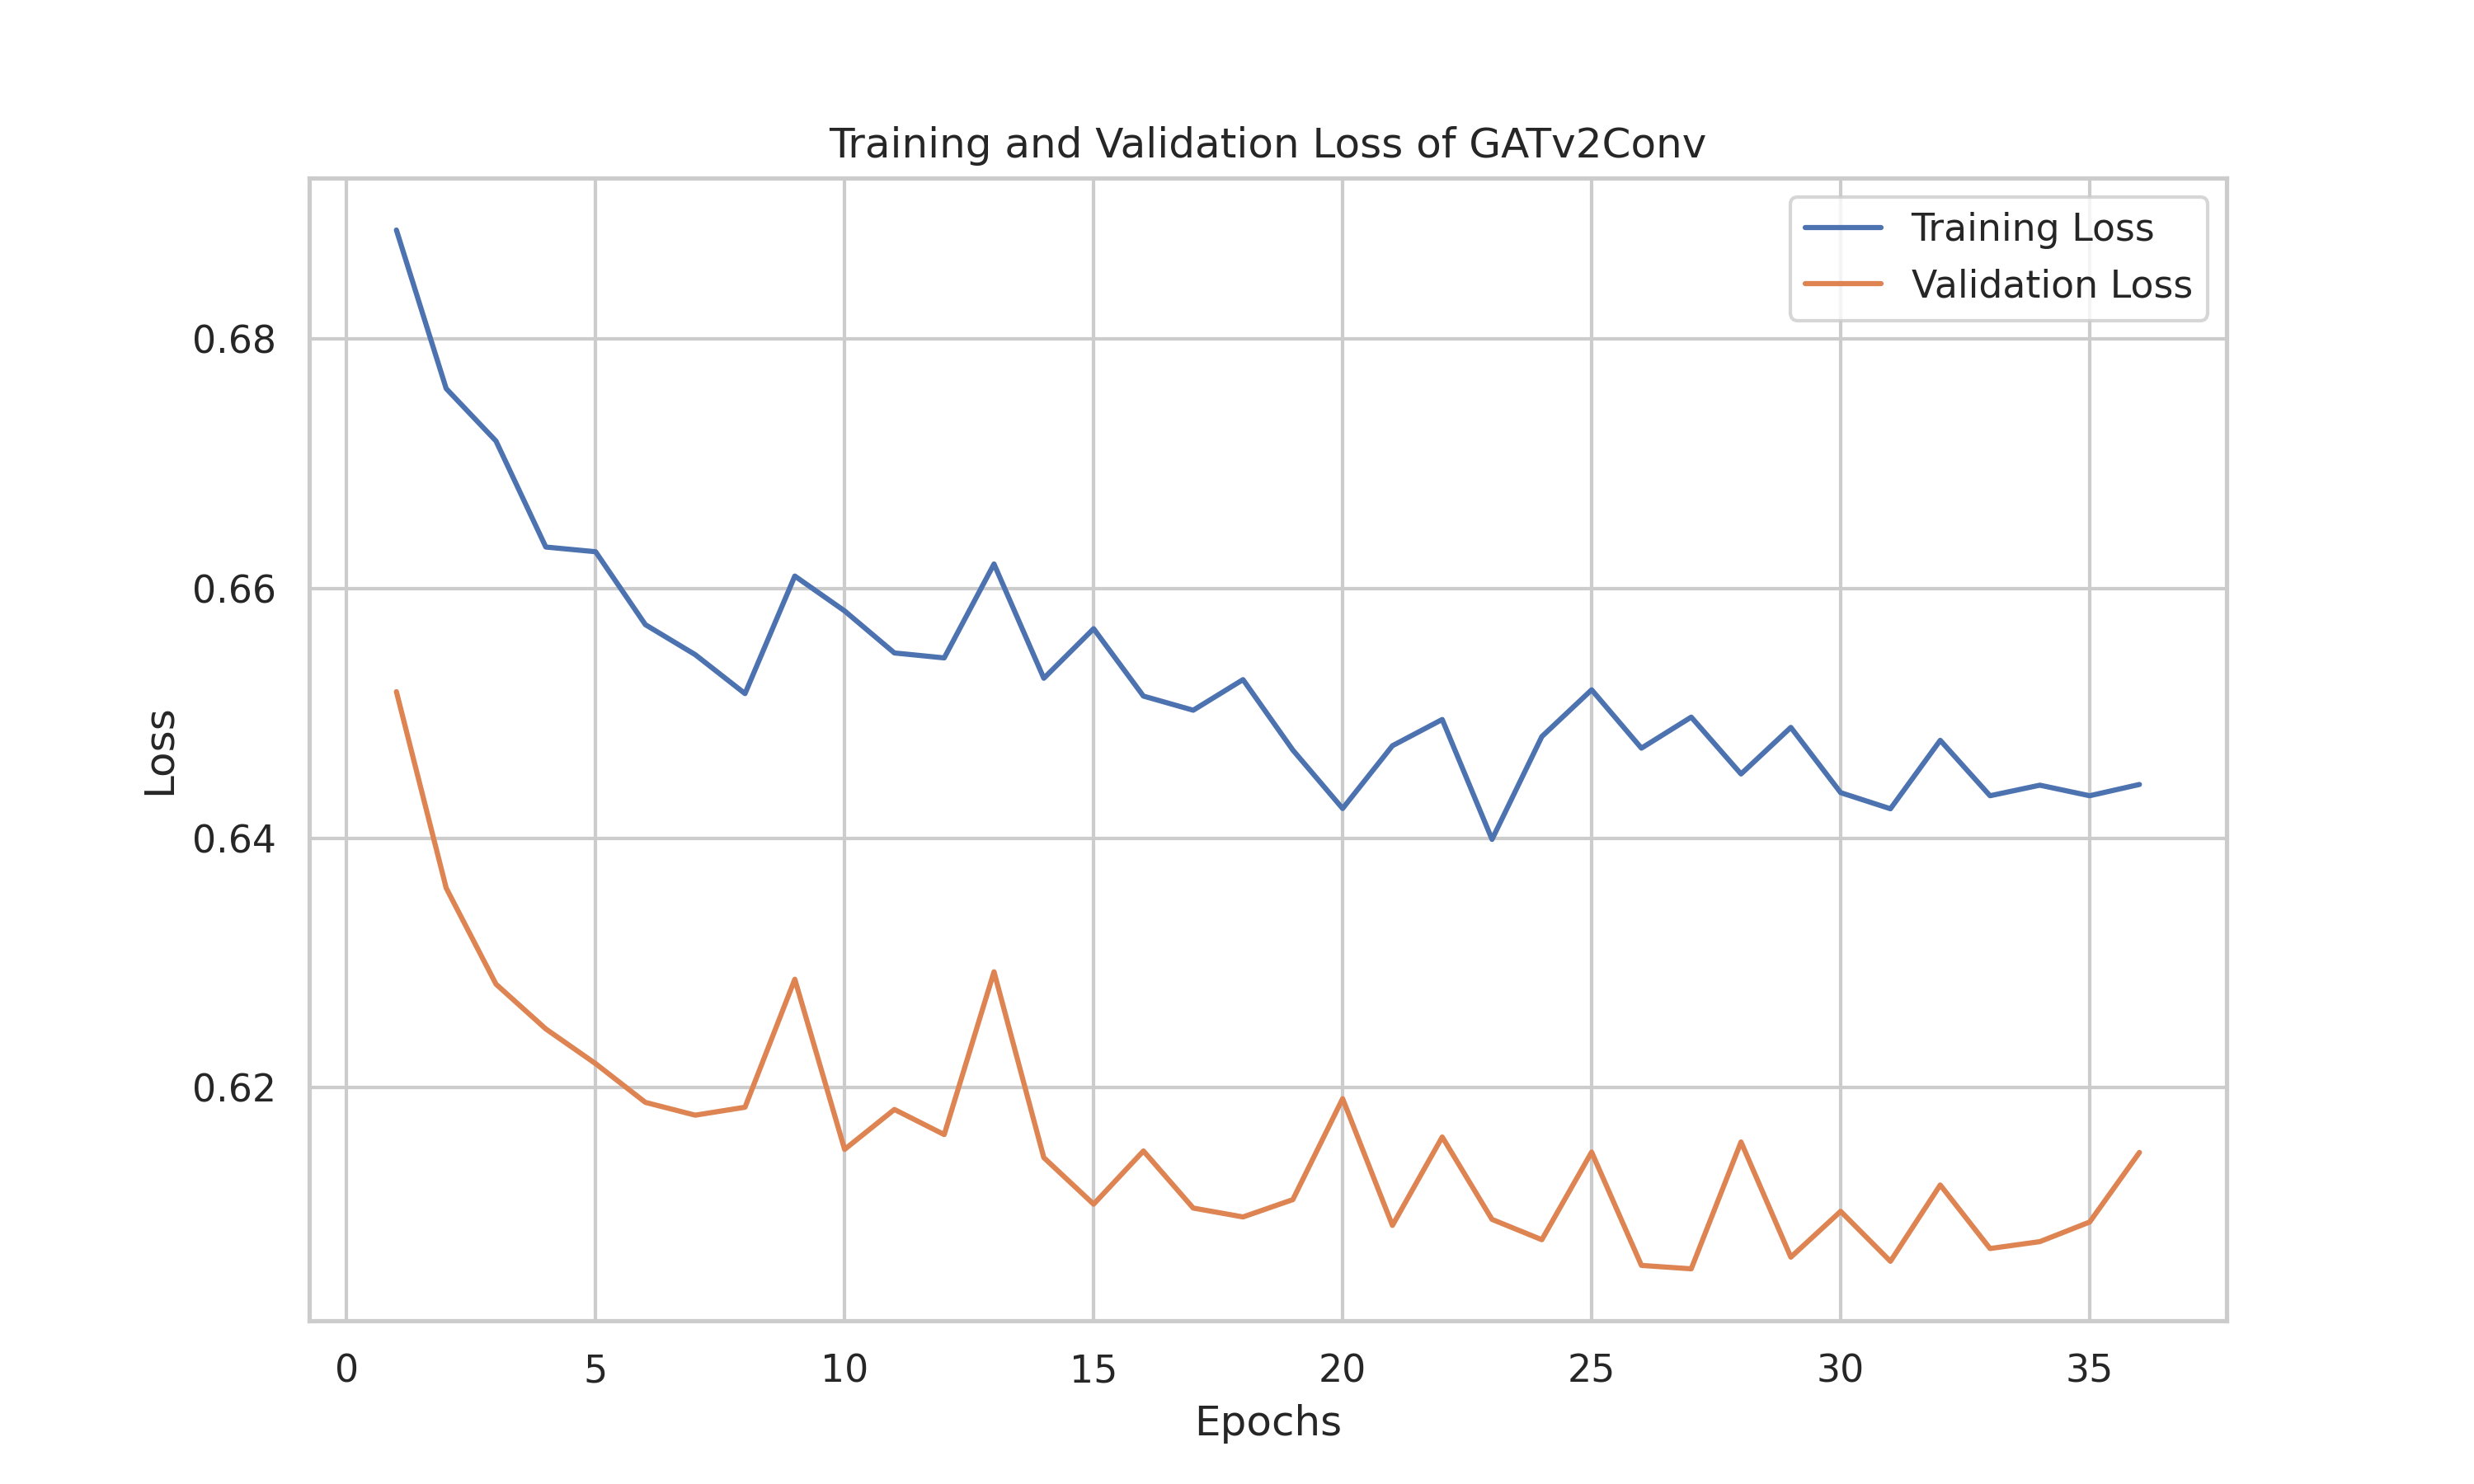 Training and Validation Loss of GATv2Conv
Training Loss
Validation Loss
0.68
0.66
0.64
0.62
Loss
0 5 10 15 20 25 30 35
Epochs